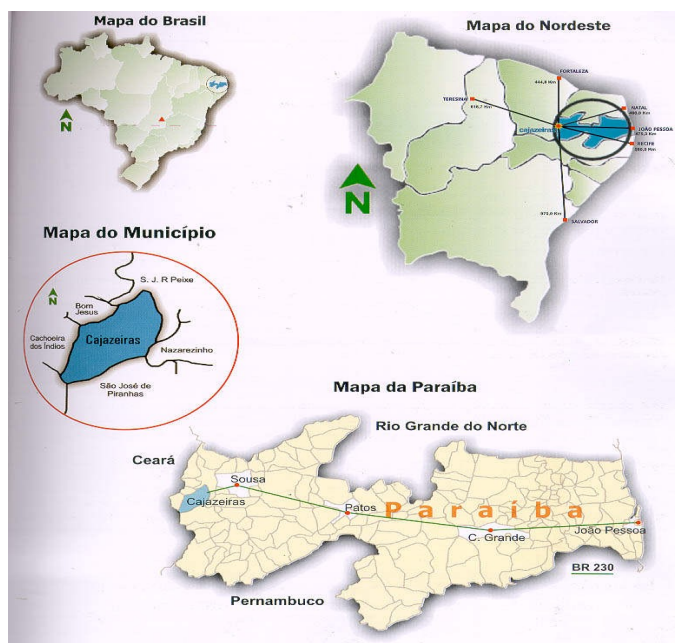 Mapa do Brasil
N
Mapa do Nordeste
FORTALEZA
TERESINA
NATAL
cajazeiras
JOÃO PESSOA
RECIFE
SALVADOR
N
Mapa do Município
N
S. J. R Peixe
Bom
Jesus
Cachoeira
dos Índios
Cajazeiras
Nazarezinho
São José de
Piranhas
Mapa da Paraíba
Rio Grande do Norte
Ceará
Sousa
Cajazeiras
Patos
Paraíba
C. Grande
João Pessoa
BR 230
Pernambuco